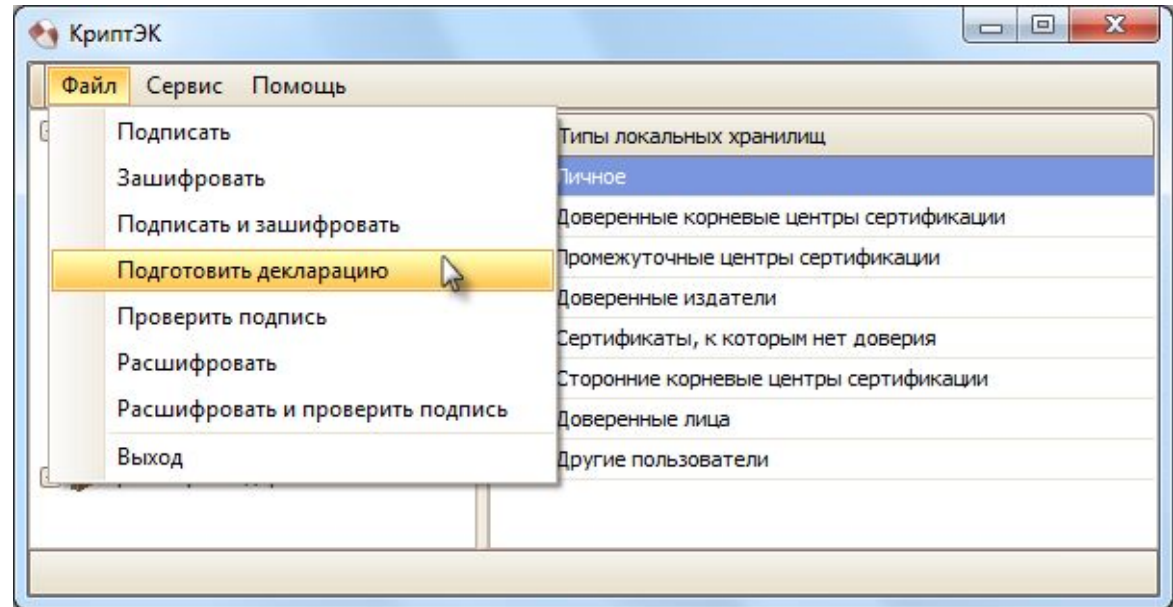 КриптЭК
Файл Сервис Помощь
Подписать
Зашифровать
Подписать и зашифровать
Подготовить декларацию
Проверить подпись
Расшифровать
Расшифровать и проверить подпись
Выход
Типы локальных хранилищ
Личное
Доверенные корневые центры сертификации
Промежуточные центры сертификации
Доверенные издатели
Сертификаты, к которым нет доверия
Сторонние корневые центры сертификации
Доверенные лица
Другие пользователи